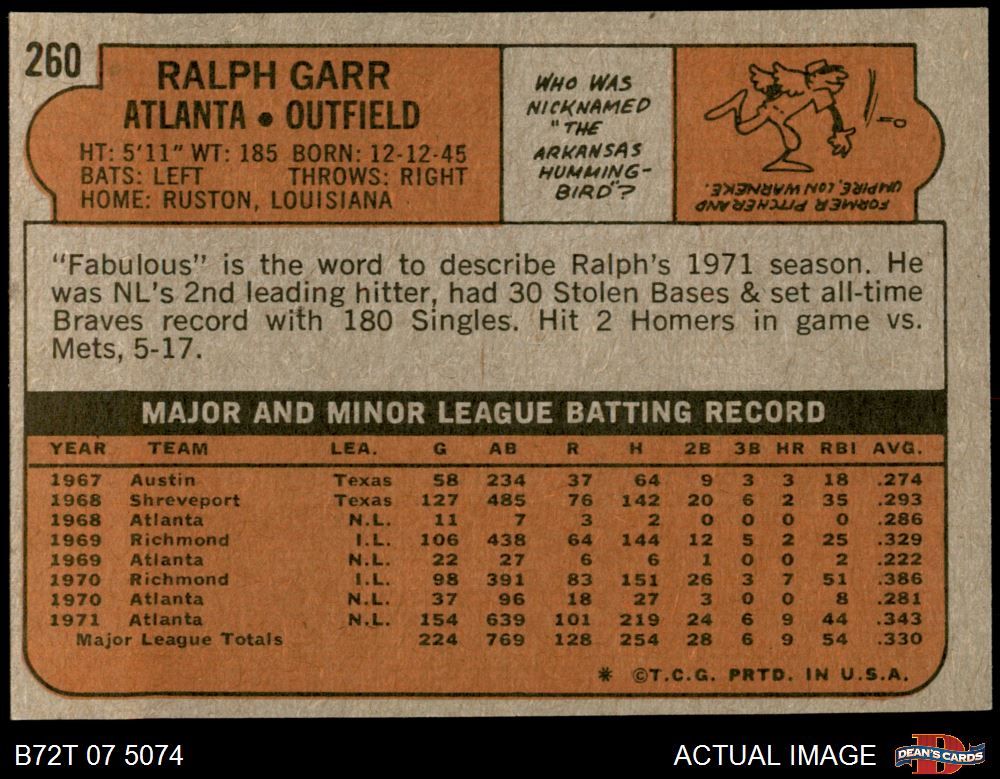 260
RALPH GARR
ATLANTA • OUTFIELD
HT: 5'11" WT: 185 BORN: 12-12-45
BATS: LEFT THROWS: RIGHT
HOME: RUSTON, LOUISIANA
WHO WAS
NICKNAMED
"THE
ARKANSAS
HUMMING-
BIRD"?
FORMER PITCHER AND
UMPIRE, LON WARNEKE.
"Fabulous" is the word to describe Ralph's 1971 season. He
was NL's 2nd leading hitter, had 30 Stolen Bases & set all-time
Braves record with 180 Singles. Hit 2 Homers in game vs.
Mets, 5-17.
MAJOR AND MINOR LEAGUE BATTING RECORD
YEAR TEAM LEA. G AB R H 2B 3B HR RBI AVG.
1967 Austin Texas 58 234 37 64 9 3 3 18 .274
1968 Shreveport Texas 127 485 76 142 20 6 2 35 .293
1968 Atlanta N.L. 11 7 3 2 0 0 0 0 .286
1969 Richmond I.L. 106 438 64 144 12 5 2 25 .329
1969 Atlanta N.L. 22 27 6 6 1 0 0 2 .222
1970 Richmond I.L. 98 391 83 151 26 3 7 51 .386
1970 Atlanta N.L. 37 96 18 27 3 0 0 8 .281
1971 Atlanta N.L. 154 639 101 219 24 6 9 44 .343
Major League Totals 224 769 128 254 28 6 9 54 .330
* ©T.C.G. PRTD. IN U.S.A.
B72T 07 5074
ACTUAL IMAGE
D
DEAN'S CARDS